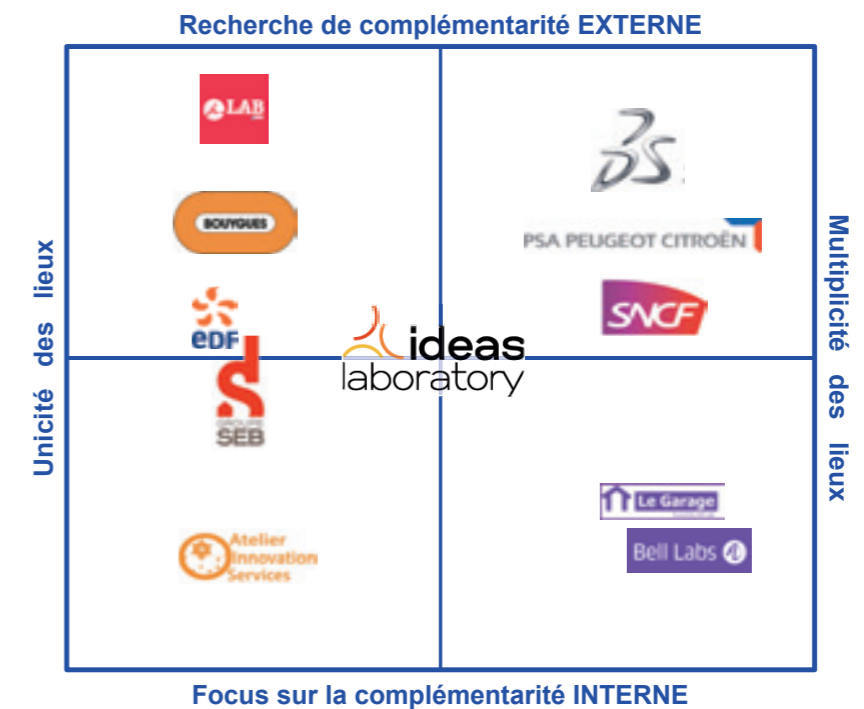 Recherche de complémentarité EXTERNE
LAB
BOUYGUES
PSA PEUGEOT CITROËN
SNCF
eDF
ideas
laboratory
GROUPE
SEB
Unicité des lieux
Multiplicité des lieux
Le Garage
Bell Labs
Atelier
Innovation
Services
Focus sur la complémentarité INTERNE